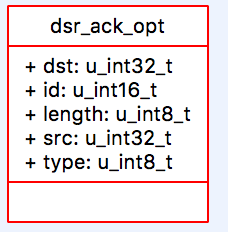 dsr_ack_opt
+ dst: u_int32_t
+ id: u_int16_t
+ length: u_int8_t
+ src: u_int32_t
+ type: u_int8_t